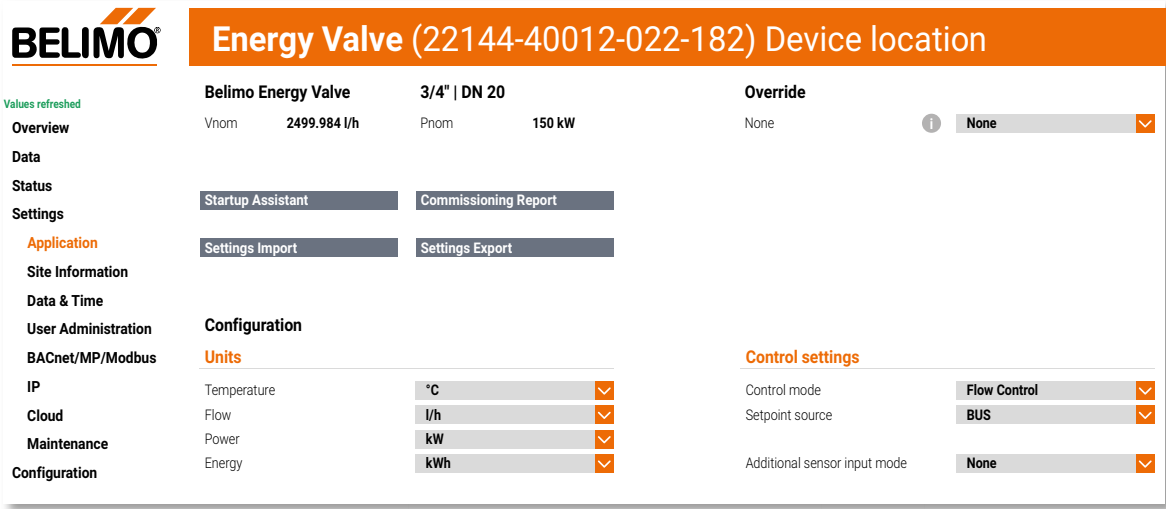 BELIMO®
Energy Valve (22144-40012-022-182) Device location
Values refreshed
Overview
Data
Status
Settings
Application
Site Information
Data & Time
User Administration
BACnet/MP/Modbus
IP
Cloud
Maintenance
Configuration
Belimo Energy Valve 3/4" | DN 20 Override
Vnom 2499.984 l/h Pnom 150 kW None i None
Startup Assistant Commissioning Report
Settings Import Settings Export
Configuration
Units Control settings
Temperature °C Control mode Flow Control
Flow l/h Setpoint source BUS
Power kW
Energy kWh Additional sensor input mode None